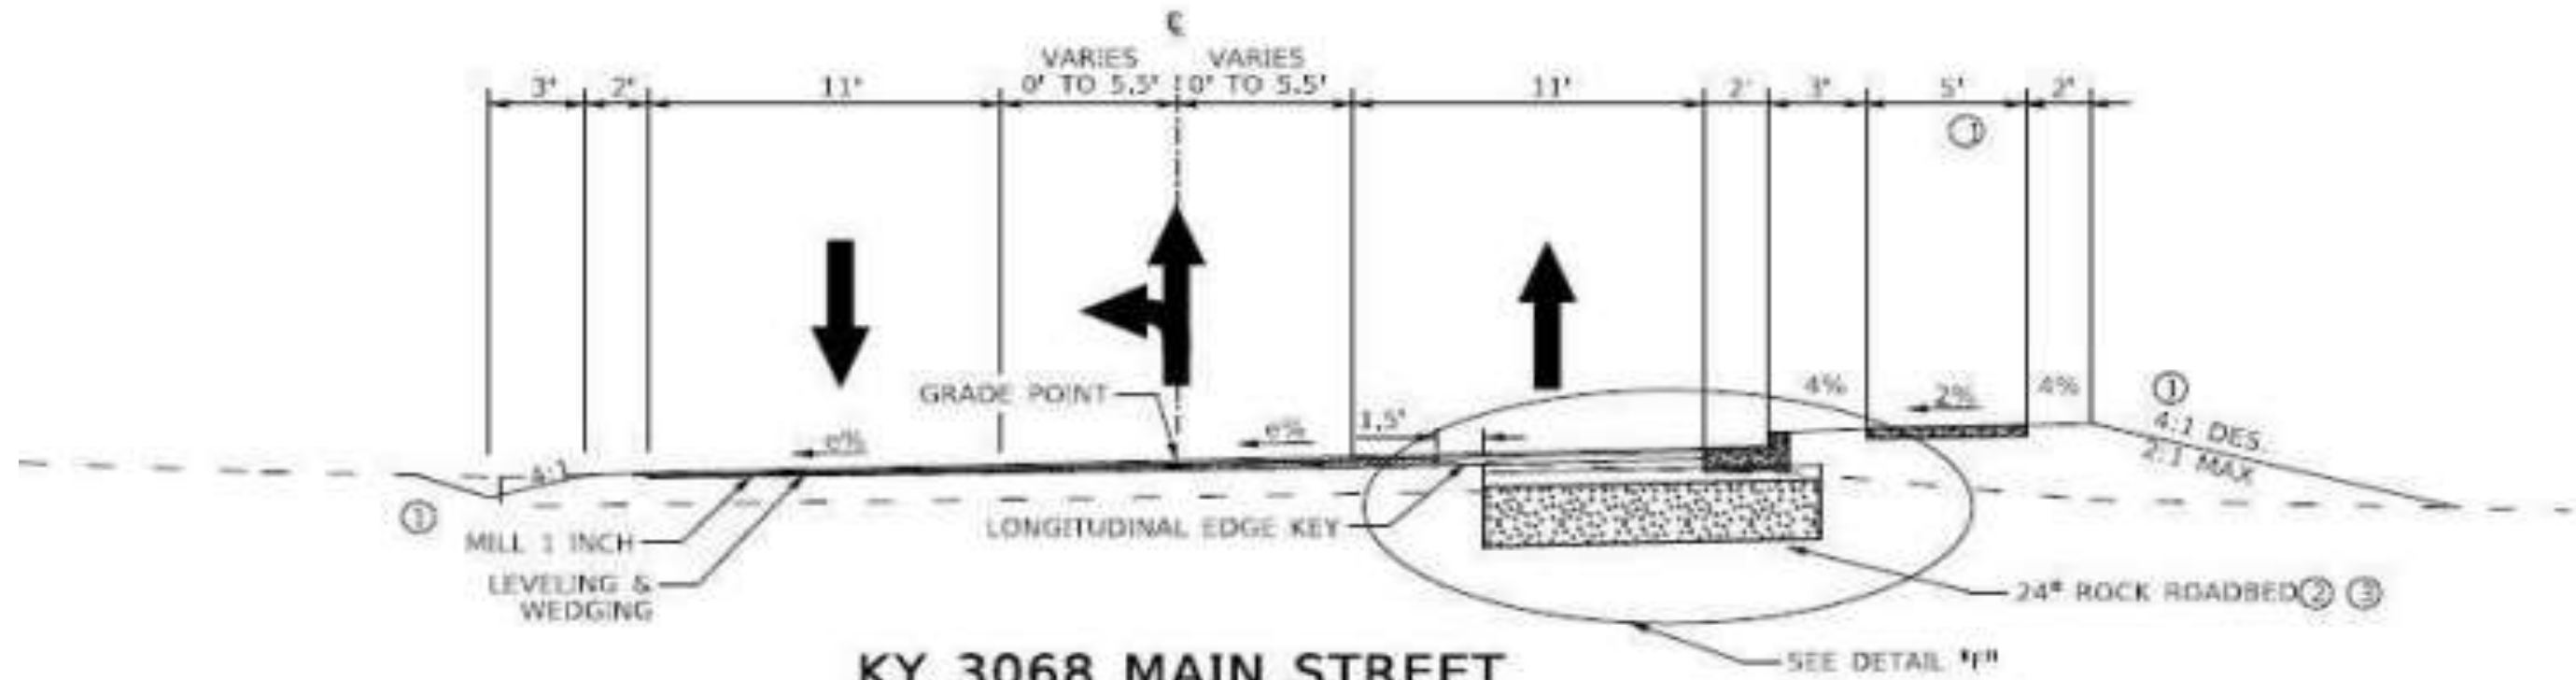 ℄
VARIES VARIES
3' 2' 11' 0' TO 5.5' 0' TO 5.5' 11' 2' 3' 5' 2'
①
GRADE POINT
4% 2% 4% ①
e% e% 1.5' 4:1 DES.
4:1 2:1 MAX
①
LONGITUDINAL EDGE KEY
MILL 1 INCH
LEVELING &
WEDGING
24" ROCK ROADBED ② ③
KY 3068 MAIN STREET
SEE DETAIL "F"